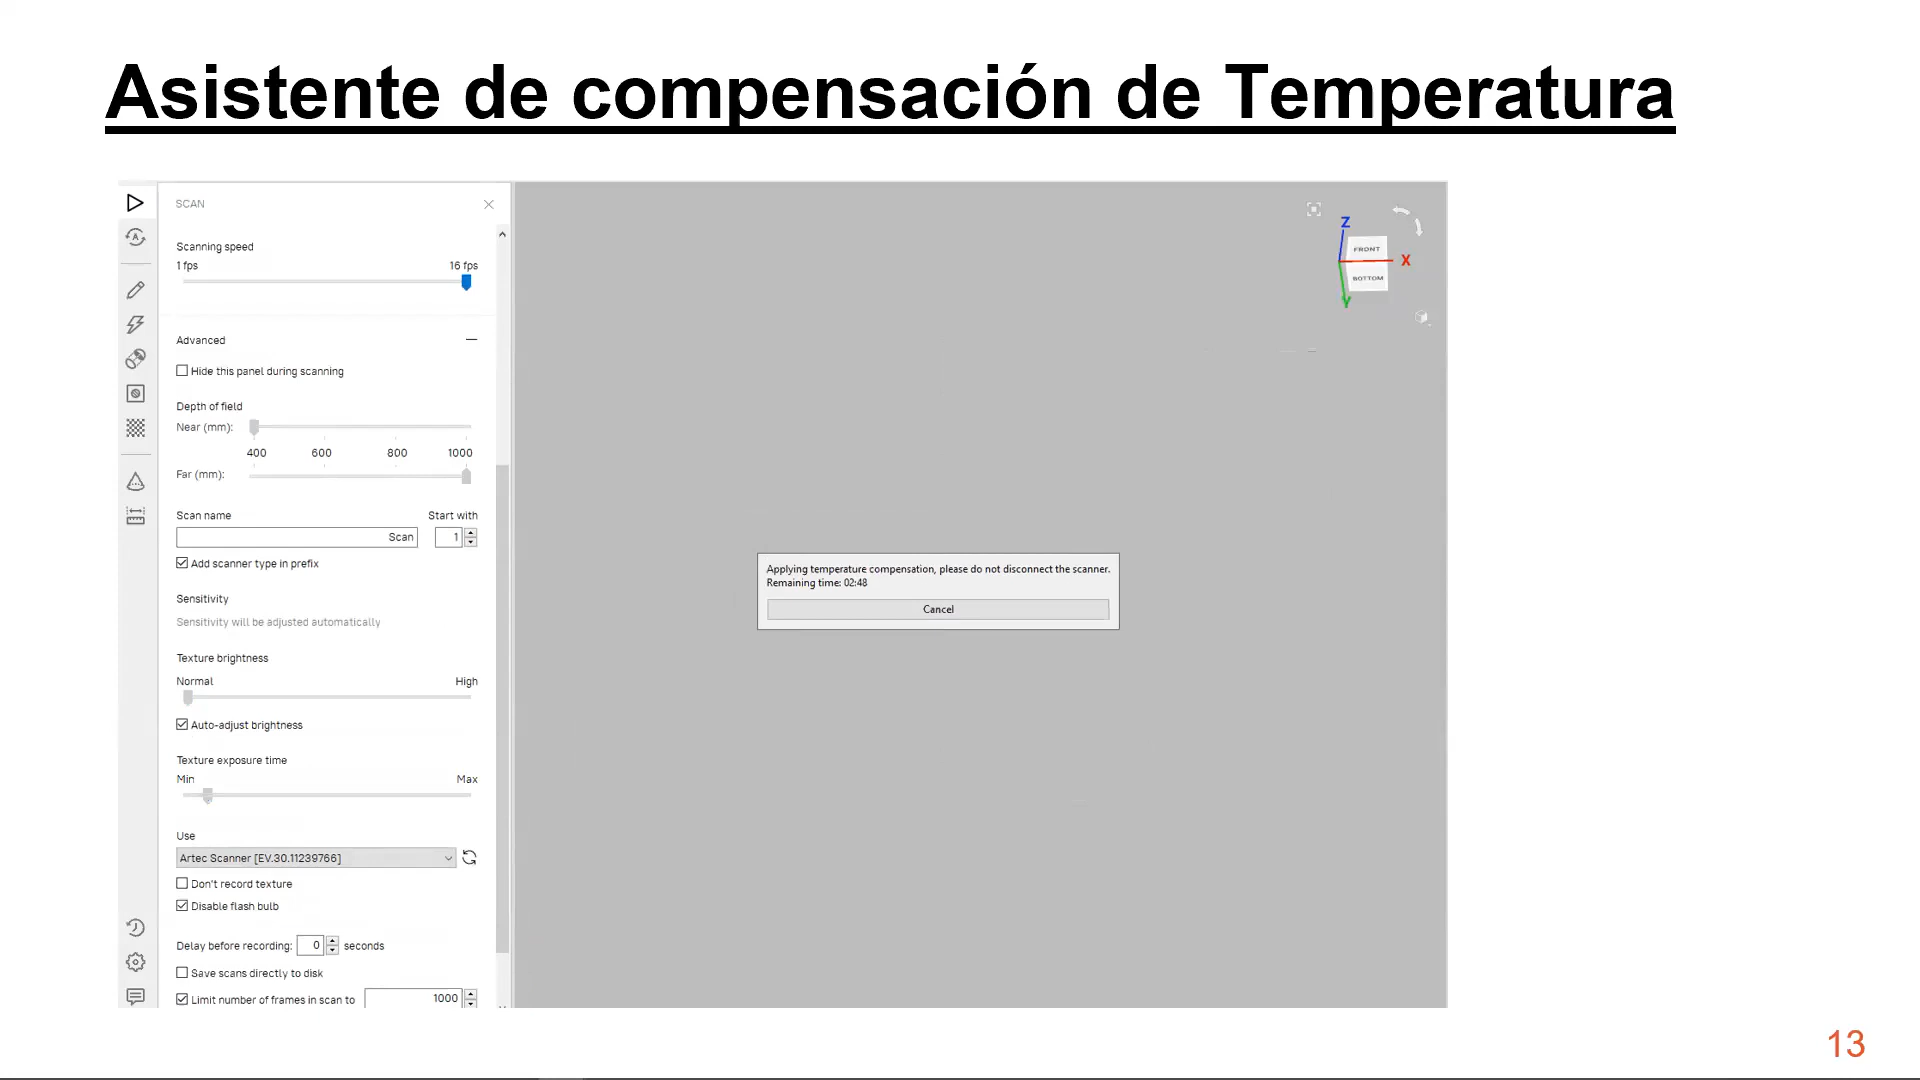 Asistente de compensación de Temperatura
SCAN
Scanning speed
1 fps 16 fps
Advanced
Hide this panel during scanning
Depth of field
Near (mm):
400 600 800 1000
Far (mm):
Scan name Start with
Scan 1
Add scanner type in prefix
Sensitivity
Sensitivity will be adjusted automatically
Texture brightness
Normal High
Auto-adjust brightness
Texture exposure time
Min Max
Use
Artec Scanner [EV.30.11239766]
Don't record texture
Disable flash bulb
Delay before recording: 0 seconds
Save scans directly to disk
Limit number of frames in scan to 1000
Z
FRONT
X
BOTTOM
Y
Applying temperature compensation, please do not disconnect the scanner.
Remaining time: 02:48
Cancel
13